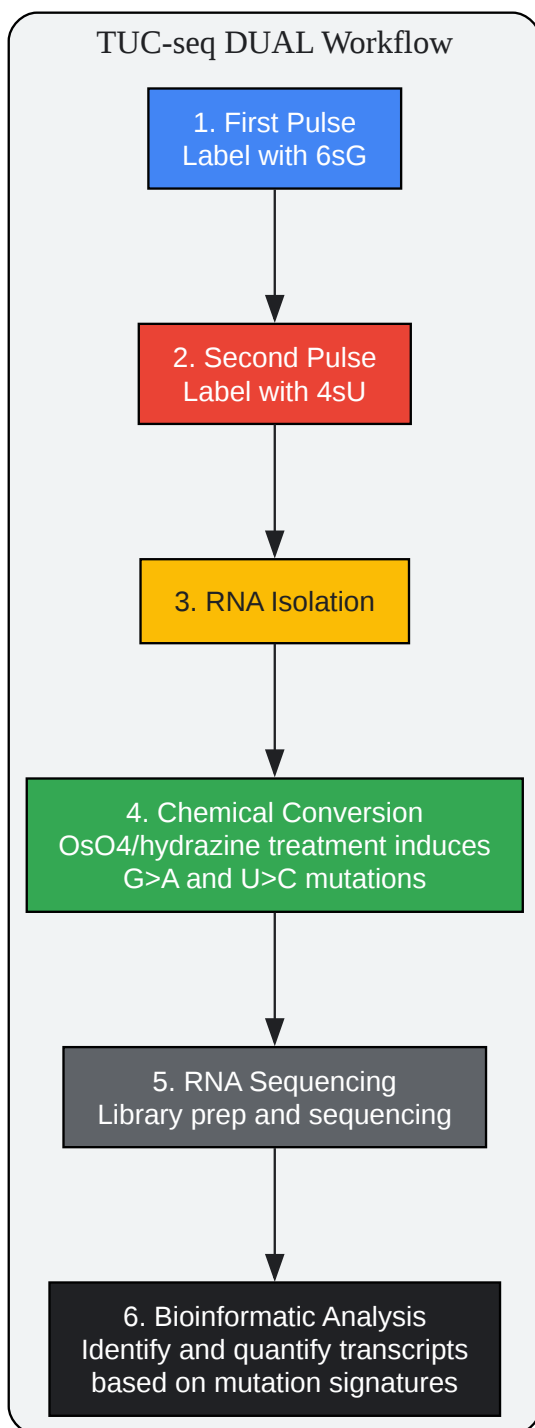 TUC-seq DUAL Workflow
1. First Pulse
Label with 6sG
2. Second Pulse
Label with 4sU
3. RNA Isolation
4. Chemical Conversion
OsO4/hydrazine treatment induces
G>A and U>C mutations
5. RNA Sequencing
Library prep and sequencing
6. Bioinformatic Analysis
Identify and quantify transcripts
based on mutation signatures